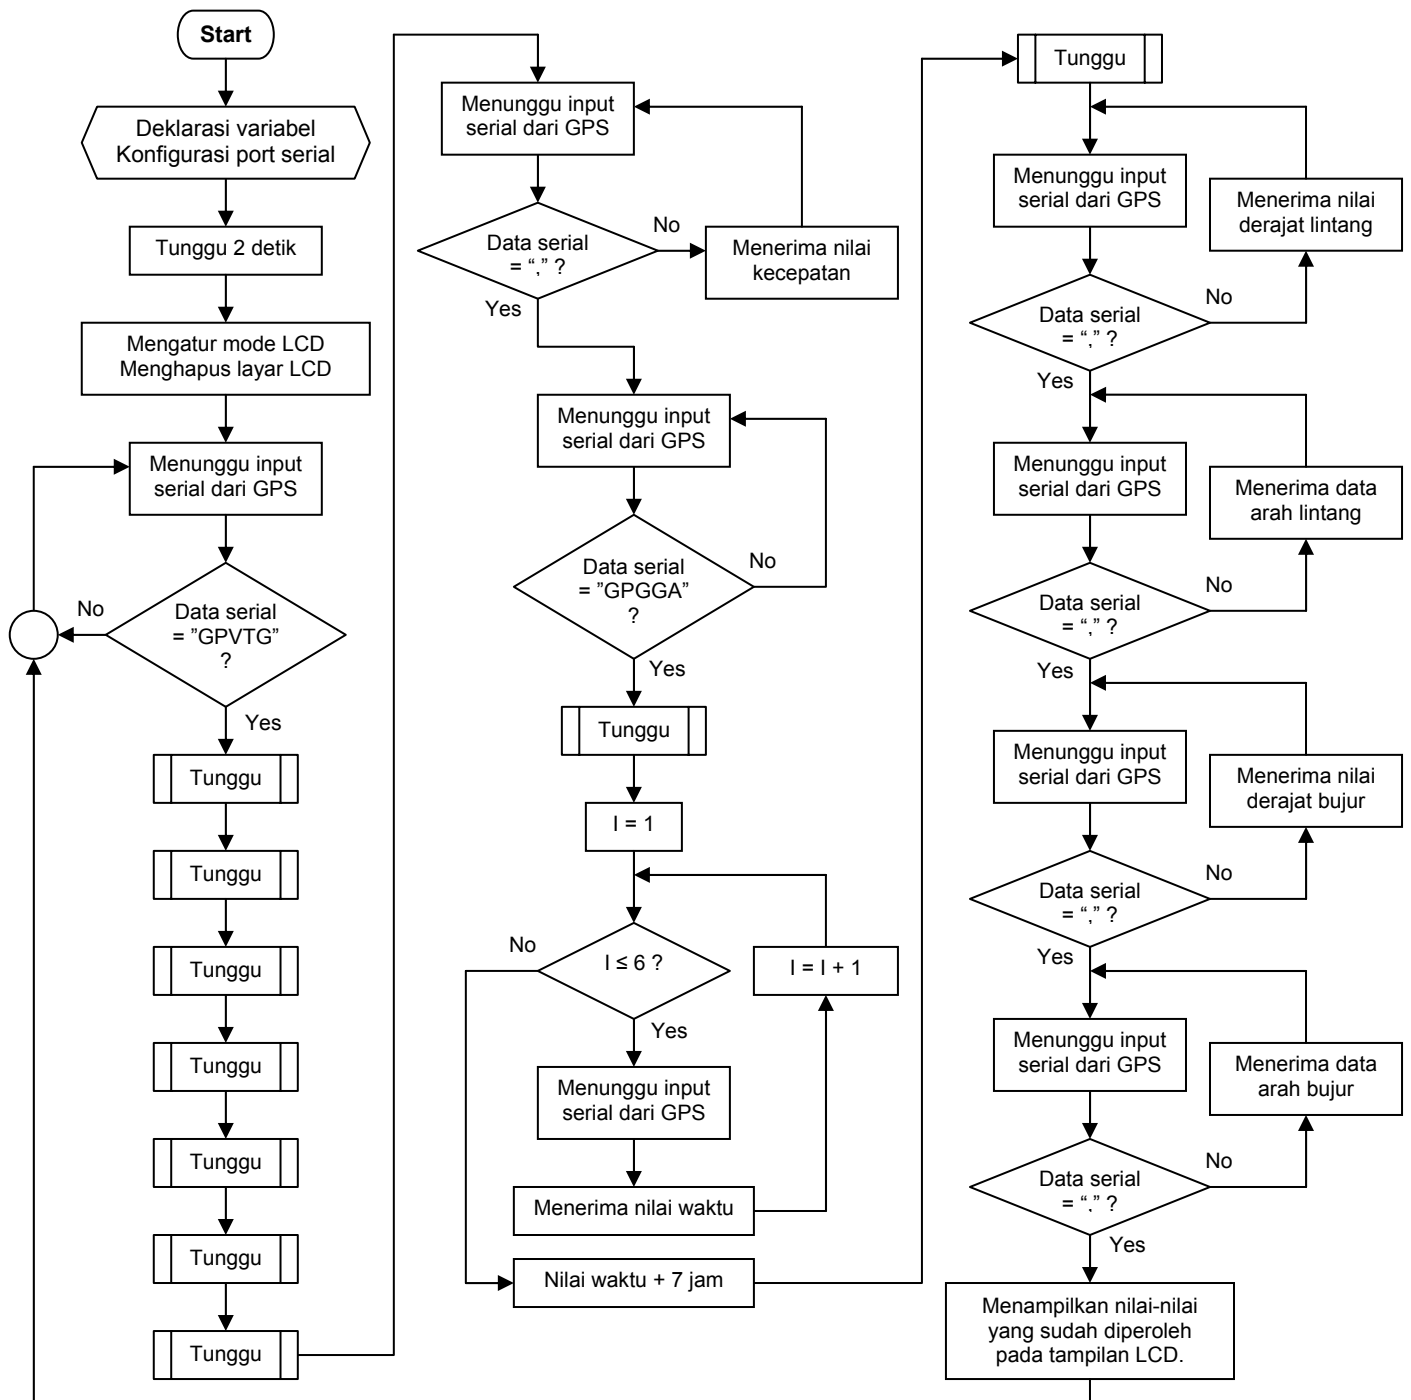 Start
Deklarasi variabel
Konfigurasi port serial
Tunggu 2 detik
Mengatur mode LCD
Menghapus layar LCD
Menunggu input
serial dari GPS
No
Data serial
= ”GPVTG”
?
Yes
Tunggu
Tunggu
Tunggu
Tunggu
Tunggu
Tunggu
Tunggu
Menunggu input
serial dari GPS
Data serial
= “,” ?
No
Menerima nilai
kecepatan
Yes
Menunggu input
serial dari GPS
Data serial
= ”GPGGA”
?
No
Yes
Tunggu
I = 1
No
I ≤ 6 ?
I = I + 1
Yes
Menunggu input
serial dari GPS
Menerima nilai waktu
Nilai waktu + 7 jam
Tunggu
Menunggu input
serial dari GPS
Menerima nilai
derajat lintang
Data serial
= “,” ?
No
Yes
Menunggu input
serial dari GPS
Menerima data
arah lintang
Data serial
= “,” ?
No
Yes
Menunggu input
serial dari GPS
Menerima nilai
derajat bujur
Data serial
= “,” ?
No
Yes
Menunggu input
serial dari GPS
Menerima data
arah bujur
Data serial
= “,” ?
No
Yes
Menampilkan nilai-nilai
yang sudah diperoleh
pada tampilan LCD.